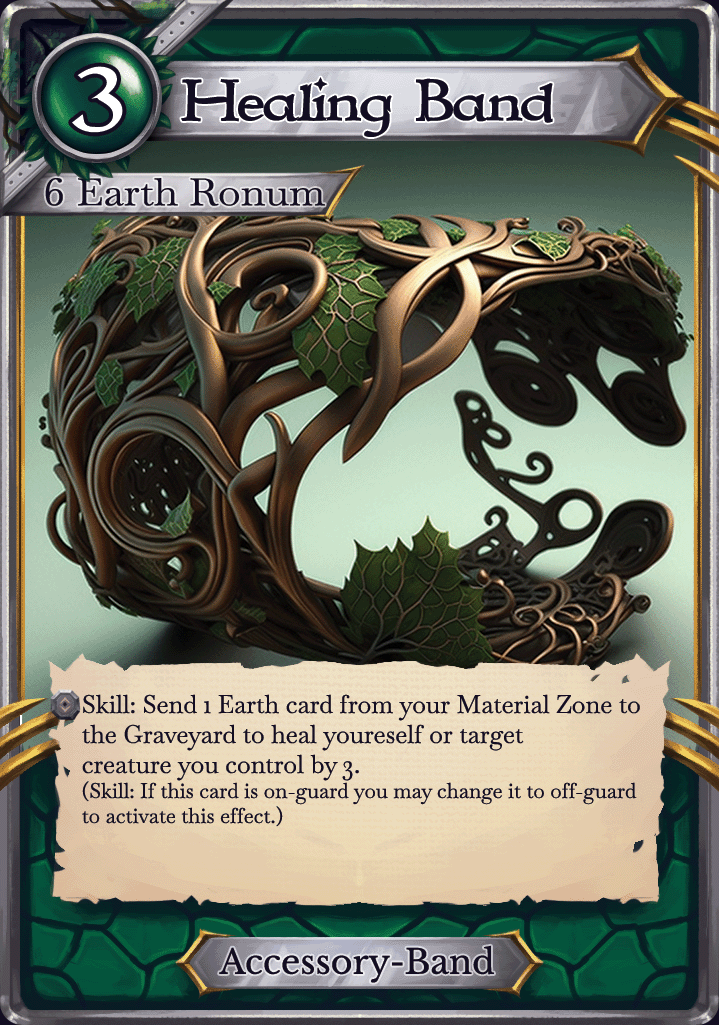 3
Healing Band
6 Earth Ronum
Skill: Send 1 Earth card from your Material Zone to
the Graveyard to heal youreself or target
creature you control by 3.
(Skill: If this card is on-guard you may change it to off-guard
to activate this effect.)
Accessory-Band